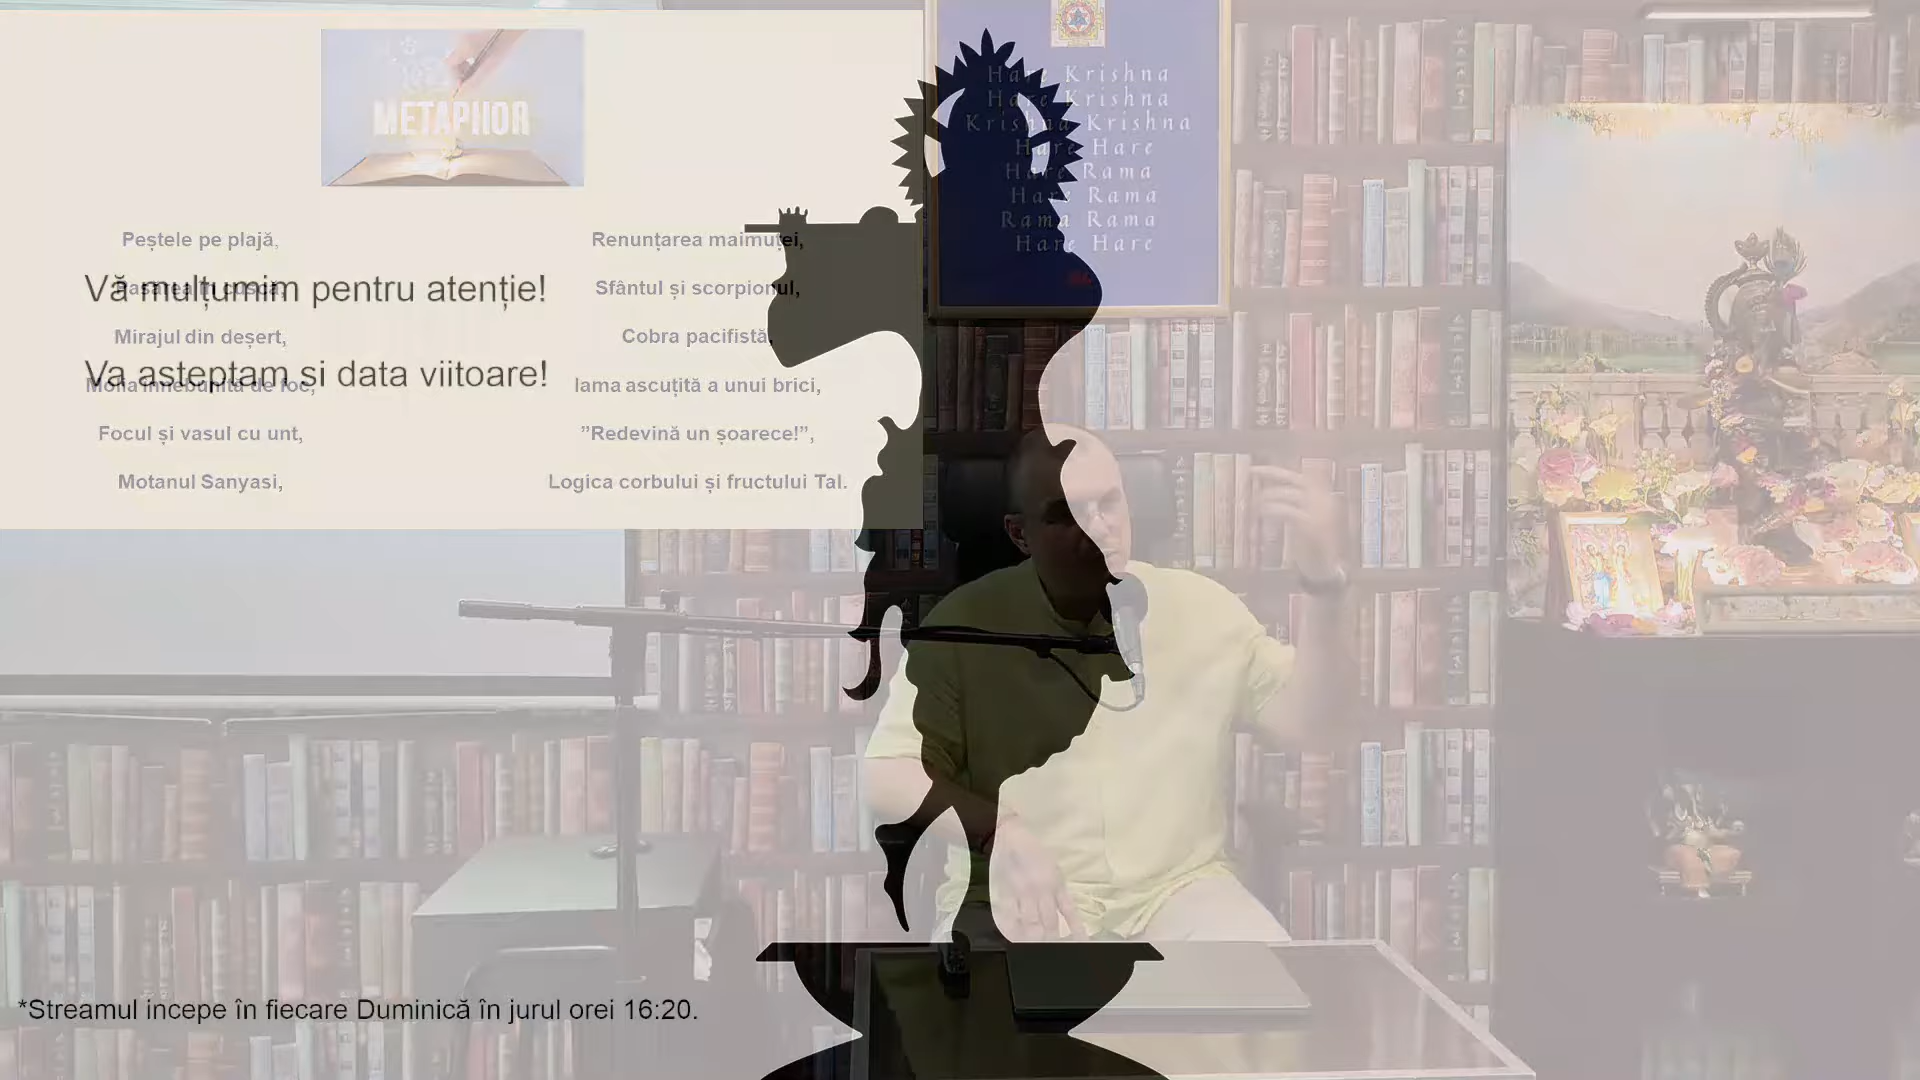 METAPHOR
Hare Krishna
Hare Krishna
Krishna Krishna
Hare Hare
Hare Rama
Hare Rama
Rama Rama
Hare Hare
Peștele pe plajă,
Mirajul din deșert,
Focul și vasul cu unt,
Motanul Sanyasi,
Renunțarea maimuței,
Sfântul și scorpionul,
Cobra pacifistă,
lama ascuțită a unui brici,
”Redevină un șoarece!”,
Logica corbului și fructului Tal.
Vă mulțumim pentru atenție!
Va asteptam si data viitoare!
*Streamul incepe în fiecare Duminică în jurul orei 16:20.